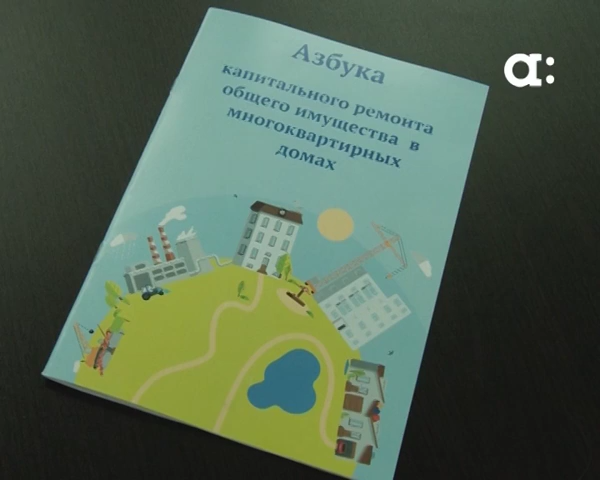 Азбука
капитального ремонта
общего имущества в
многоквартирных
домах
a: